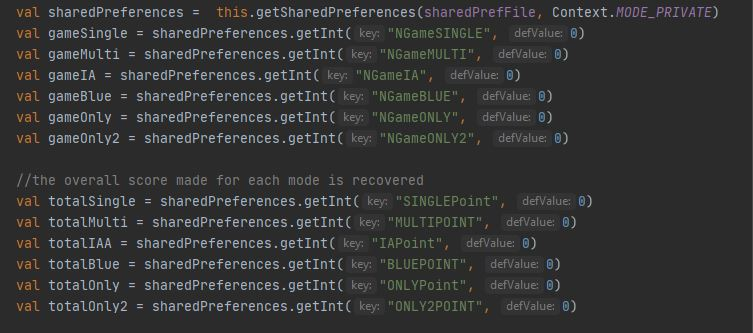 val sharedPreferences =  this.getSharedPreferences(sharedPrefFile, Context.MODE_PRIVATE)
val gameSingle = sharedPreferences.getInt( key: "NGameSINGLE", defValue: 0)
val gameMulti = sharedPreferences.getInt( key: "NGameMULTI", defValue: 0)
val gameIA = sharedPreferences.getInt( key: "NGameIA", defValue: 0)
val gameBlue = sharedPreferences.getInt( key: "NGameBLUE", defValue: 0)
val gameOnly = sharedPreferences.getInt( key: "NGameONLY", defValue: 0)
val gameOnly2 = sharedPreferences.getInt( key: "NGameONLY2", defValue: 0)
//the overall score made for each mode is recovered
val totalSingle = sharedPreferences.getInt( key: "SINGLEPoint", defValue: 0)
val totalMulti = sharedPreferences.getInt( key: "MULTIPOINT", defValue: 0)
val totalIAA = sharedPreferences.getInt( key: "IAPoint", defValue: 0)
val totalBlue = sharedPreferences.getInt( key: "BLUEPOINT", defValue: 0)
val totalOnly = sharedPreferences.getInt( key: "ONLYPoint", defValue: 0)
val totalOnly2 = sharedPreferences.getInt( key: "ONLY2POINT", defValue: 0)